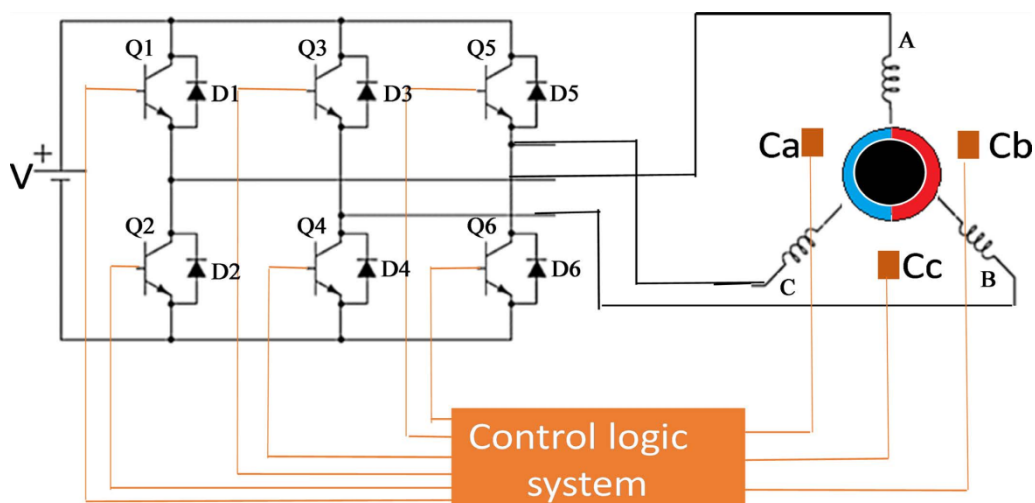 A
Q1
Q3
Q5
D1
D3
D5
Ca
Cb
V
+
Q2
Q4
Q6
D2
D4
D6
Cc
C
B
Control logic
system